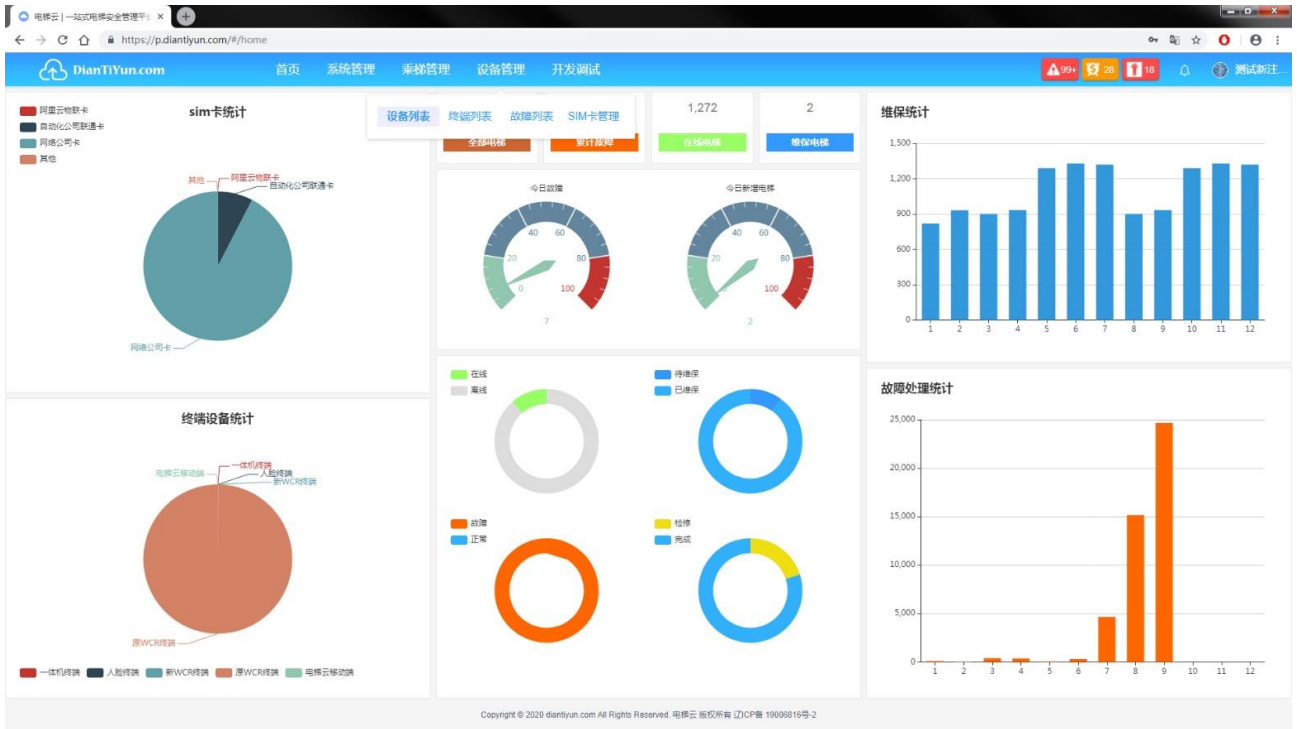 电梯云 | 一站式电梯安全管理平台
https://p.diantiyun.com/#/home
DianTiYun.com 首页 系统管理 乘梯管理 设备管理 开发调试 99+ 28 18 测试新注...
设备列表 终端列表 故障列表 SIM卡管理
阿里云物联卡
自动化公司联通卡
网络公司卡
其他
sim卡统计
其他 阿里云物联卡
自动化公司联通卡
网络公司卡
终端设备统计
一体机终端
电梯云移动端 人脸终端
新WCR终端
原WCR终端
一体机终端 人脸终端 新WCR终端 原WCR终端 电梯云移动端
1,272 2
全部电梯 累计故障 在线电梯 维保电梯
今日故障 今日新增电梯
0 20 40 60 80 100
7
0 20 40 60 80 100
2
在线
离线
待维保
已维保
故障
正常
检修
完成
维保统计
1,500
1,200
900
600
300
0
1 2 3 4 5 6 7 8 9 10 11 12
故障处理统计
25,000
20,000
15,000
10,000
5,000
0
1 2 3 4 5 6 7 8 9 10 11 12
Copyright © 2020 diantiyun.com All Rights Reserved. 电梯云 版权所有 辽ICP备 19006816号-2